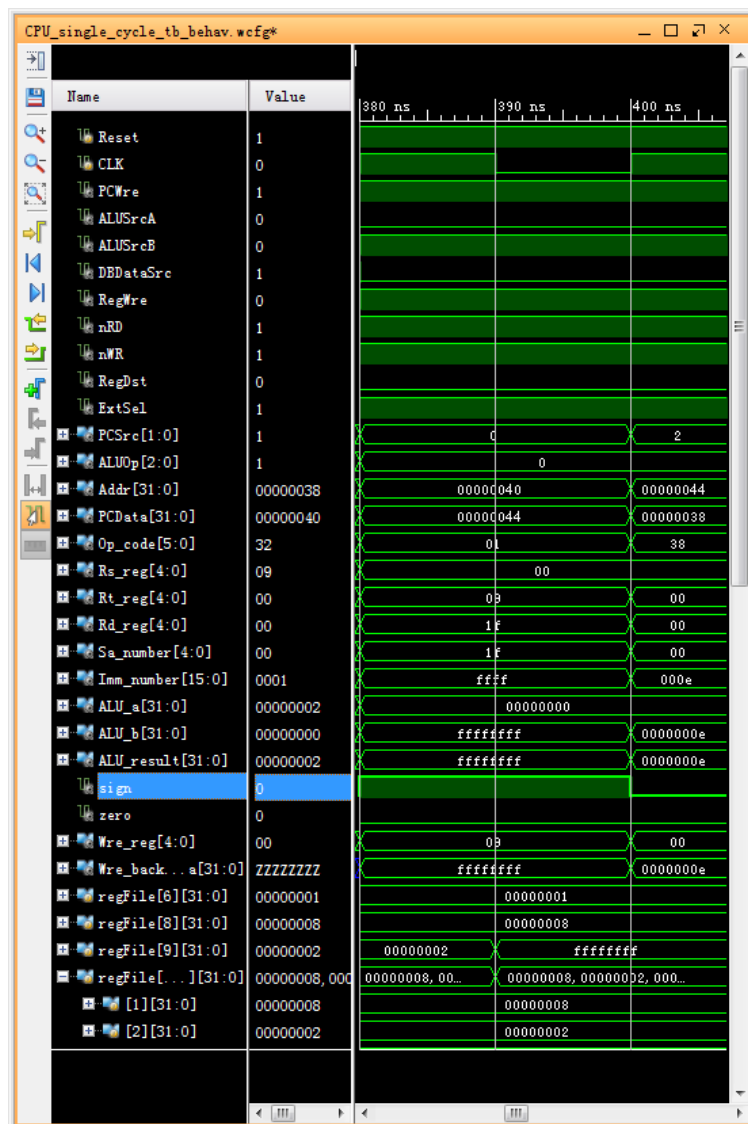 CPU_single_cycle_tb_behav.wcfg*
Name Value 380 ns 390 ns 400 ns
Reset 1
CLK 0
PCWre 1
ALUSrcA 0
ALUSrcB 0
DBDataSrc 1
RegWre 0
nRD 1
nWR 1
RegDst 0
ExtSel 1
PCSrc[1:0] 1 0 2
ALUOp[2:0] 1 0
Addr[31:0] 00000038 00000040 00000044
PCData[31:0] 00000040 00000044 00000038
Op_code[5:0] 32 01 38
Rs_reg[4:0] 09 00
Rt_reg[4:0] 00 09 00
Rd_reg[4:0] 00 1f 00
Sa_number[4:0] 00 1f 00
Imm_number[15:0] 0001 ffff 000e
ALU_a[31:0] 00000002 00000000
ALU_b[31:0] 00000000 ffffffff 0000000e
ALU_result[31:0] 00000002 ffffffff 0000000e
sign 0
zero 0
Wre_reg[4:0] 00 09 00
Wre_back...a[31:0] ZZZZZZZZ ffffffff 0000000e
regFile[6][31:0] 00000001 00000001
regFile[8][31:0] 00000008 00000008
regFile[9][31:0] 00000002 00000002 ffffffff
regFile[...][31:0] 00000008,000 00000008, 00... 00000008, 00000002, 000...
[1][31:0] 00000008 00000008
[2][31:0] 00000002 00000002